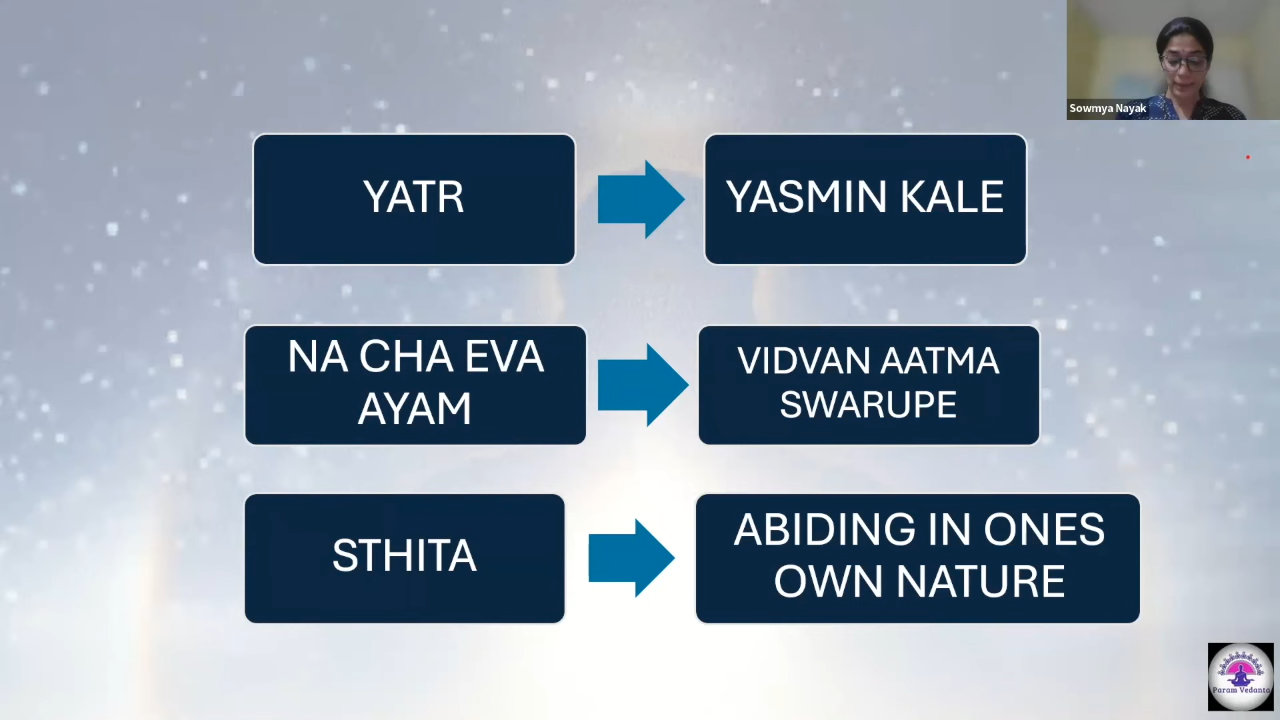 Sowmya Nayak
YATR
YASMIN KALE
NA CHA EVA
AYAM
VIDVAN AATMA
SWARUPE
STHITA
ABIDING IN ONES
OWN NATURE
Param Vedanta